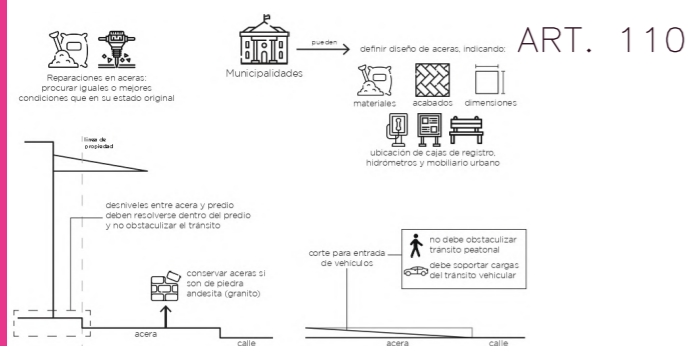 ART. 110
pueden
definir diseño de aceras, indicando:
Municipalidades
Reparaciones en aceras:
procurar iguales o mejores
condiciones que en su estado original
materiales
acabados
dimensiones
ubicación de cajas de registro,
hidrómetros y mobiliario urbano
línea de
propiedad
desniveles entre acera y predio
deben resolverse dentro del predio
y no obstaculizar el tránsito
conservar aceras si
son de piedra
andesita (granito)
acera
calle
corte para entrada
de vehículos
no debe obstaculizar
tránsito peatonal
debe soportar cargas
del tránsito vehicular
acera
calle